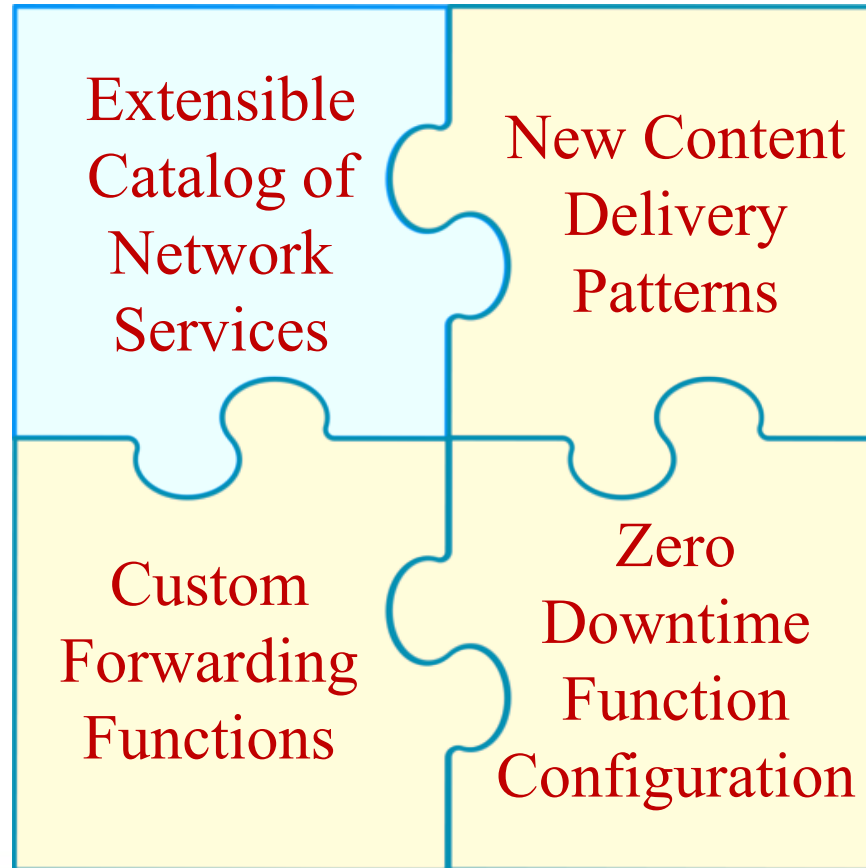 Extensible
Catalog of
Network
Services
New Content
Delivery
Patterns
Custom
Forwarding
Functions
Zero
Downtime
Function
Configuration